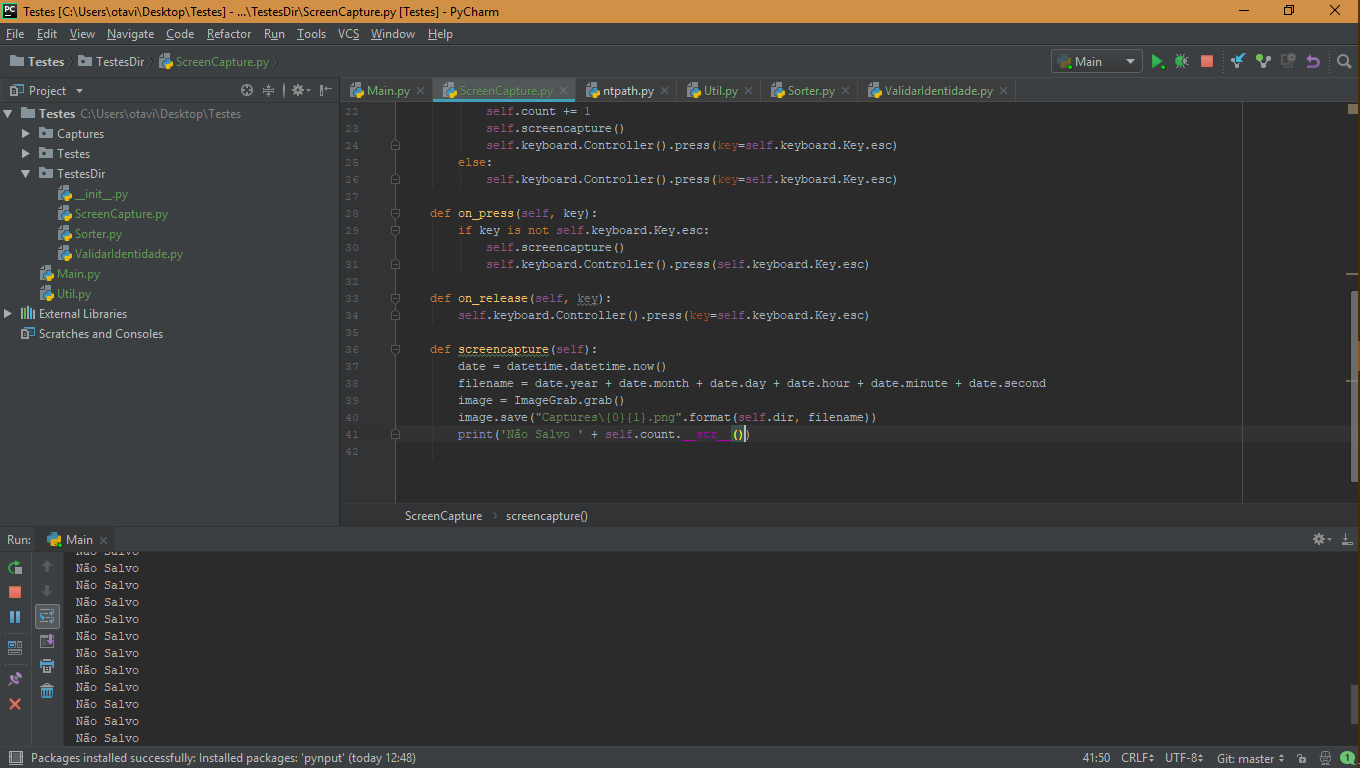 Testes [C:\Users\otavi\Desktop\Testes] - ...\TestesDir\ScreenCapture.py [Testes] - PyCharm
File Edit View Navigate Code Refactor Run Tools VCS Window Help
Testes TestesDir ScreenCapture.py Main
Project Main.py ScreenCapture.py ntpath.py Util.py Sorter.py ValidarIdentidade.py
Testes C:\Users\otavi\Desktop\Testes
Captures
Testes
TestesDir
__init__.py
ScreenCapture.py
Sorter.py
ValidarIdentidade.py
Main.py
Util.py
External Libraries
Scratches and Consoles
22 self.count += 1
23 self.screencapture()
24 self.keyboard.Controller().press(key=self.keyboard.Key.esc)
25 else:
26 self.keyboard.Controller().press(key=self.keyboard.Key.esc)
27
28 def on_press(self, key):
29 if key is not self.keyboard.Key.esc:
30 self.screencapture()
31 self.keyboard.Controller().press(self.keyboard.Key.esc)
32
33 def on_release(self, key):
34 self.keyboard.Controller().press(key=self.keyboard.Key.esc)
35
36 def screencapture(self):
37 date = datetime.datetime.now()
38 filename = date.year + date.month + date.day + date.hour + date.minute + date.second
39 image = ImageGrab.grab()
40 image.save("Captures\{0}{1}.png".format(self.dir, filename))
41 print('Não Salvo ' + self.count.__str__())
42
ScreenCapture screencapture()
Run: Main
Não Salvo
Não Salvo
Não Salvo
Não Salvo
Não Salvo
Não Salvo
Não Salvo
Não Salvo
Não Salvo
Não Salvo
Não Salvo
Não Salvo
Packages installed successfully: Installed packages: 'pynput' (today 12:48) 41:50 CRLF UTF-8 Git: master 1